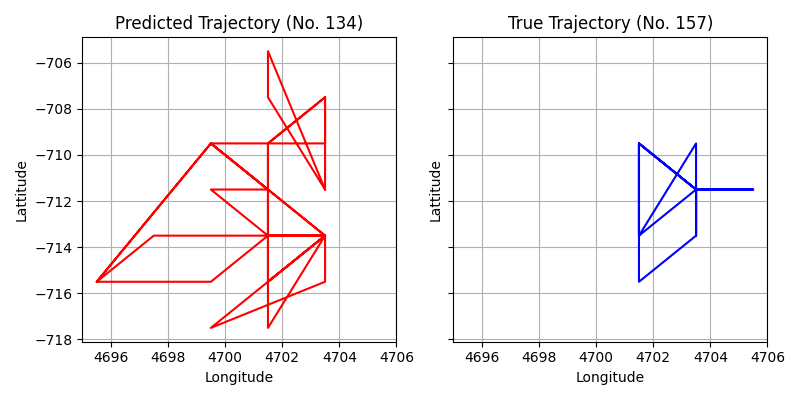 Predicted Trajectory (No. 134)
True Trajectory (No. 157)
−706
−708
−710
−712
−714
−716
−718
Lattitude
Lattitude
4696 4698 4700 4702 4704 4706
4696 4698 4700 4702 4704 4706
Longitude
Longitude